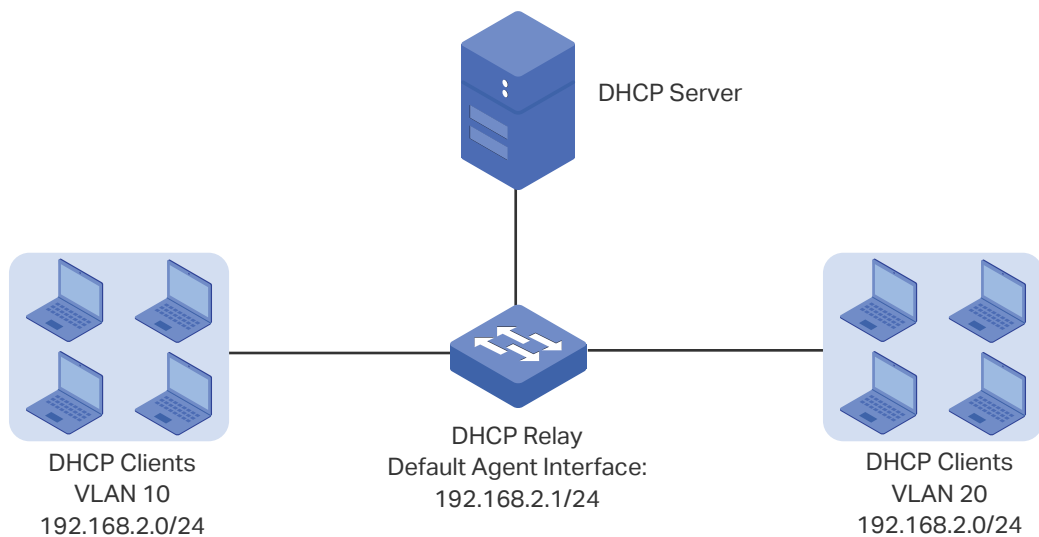 DHCP Server
DHCP Clients
VLAN 10
192.168.2.0/24
DHCP Relay
Default Agent Interface:
192.168.2.1/24
DHCP Clients
VLAN 20
192.168.2.0/24